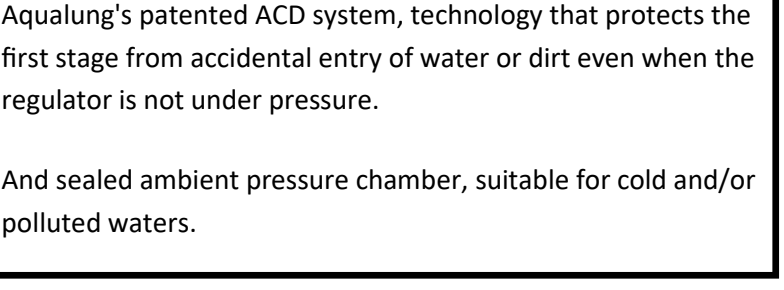 Aqualung's patented ACD system, technology that protects the
first stage from accidental entry of water or dirt even when the
regulator is not under pressure.
And sealed ambient pressure chamber, suitable for cold and/or
polluted waters.